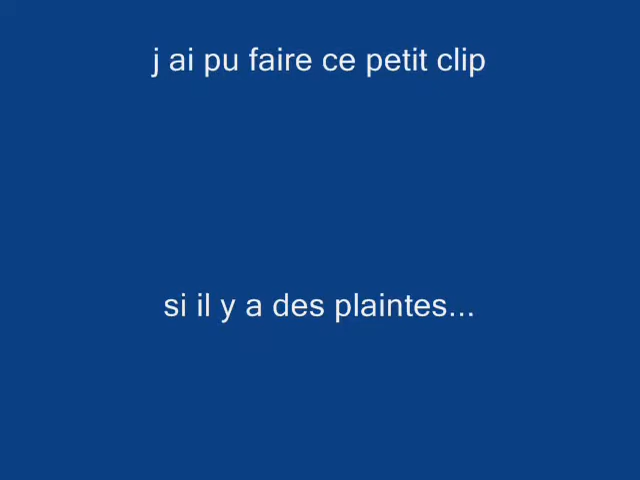 j ai pu faire ce petit clip
si il y a des plaintes...